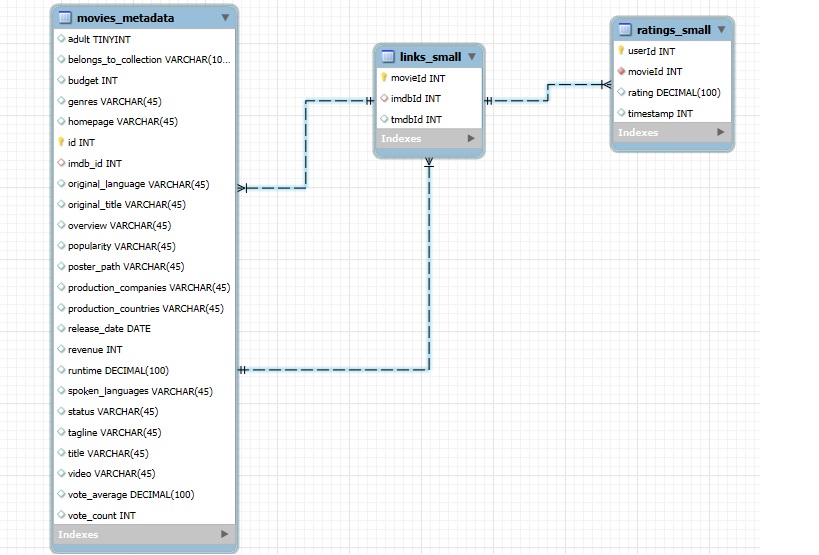 movies_metadata
adult TINYINT
belongs_to_collection VARCHAR(10...
budget INT
genres VARCHAR(45)
homepage VARCHAR(45)
id INT
imdb_id INT
original_language VARCHAR(45)
original_title VARCHAR(45)
overview VARCHAR(45)
popularity VARCHAR(45)
poster_path VARCHAR(45)
production_companies VARCHAR(45)
production_countries VARCHAR(45)
release_date DATE
revenue INT
runtime DECIMAL(100)
spoken_languages VARCHAR(45)
status VARCHAR(45)
tagline VARCHAR(45)
title VARCHAR(45)
video VARCHAR(45)
vote_average DECIMAL(100)
vote_count INT
Indexes
links_small
movieId INT
imdbId INT
tmdbId INT
Indexes
ratings_small
userId INT
movieId INT
rating DECIMAL(100)
timestamp INT
Indexes